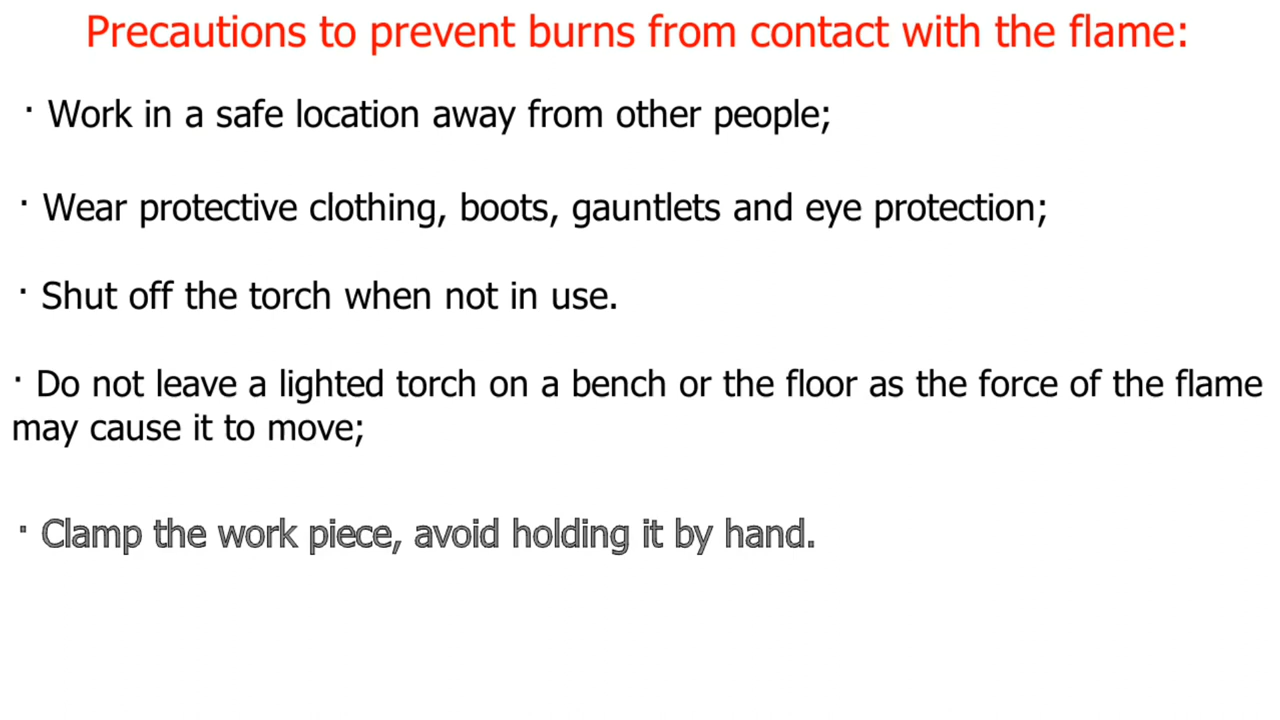 Precautions to prevent burns from contact with the flame:
· Work in a safe location away from other people;
· Wear protective clothing, boots, gauntlets and eye protection;
· Shut off the torch when not in use.
· Do not leave a lighted torch on a bench or the floor as the force of the flame
may cause it to move;
· Clamp the work piece, avoid holding it by hand.